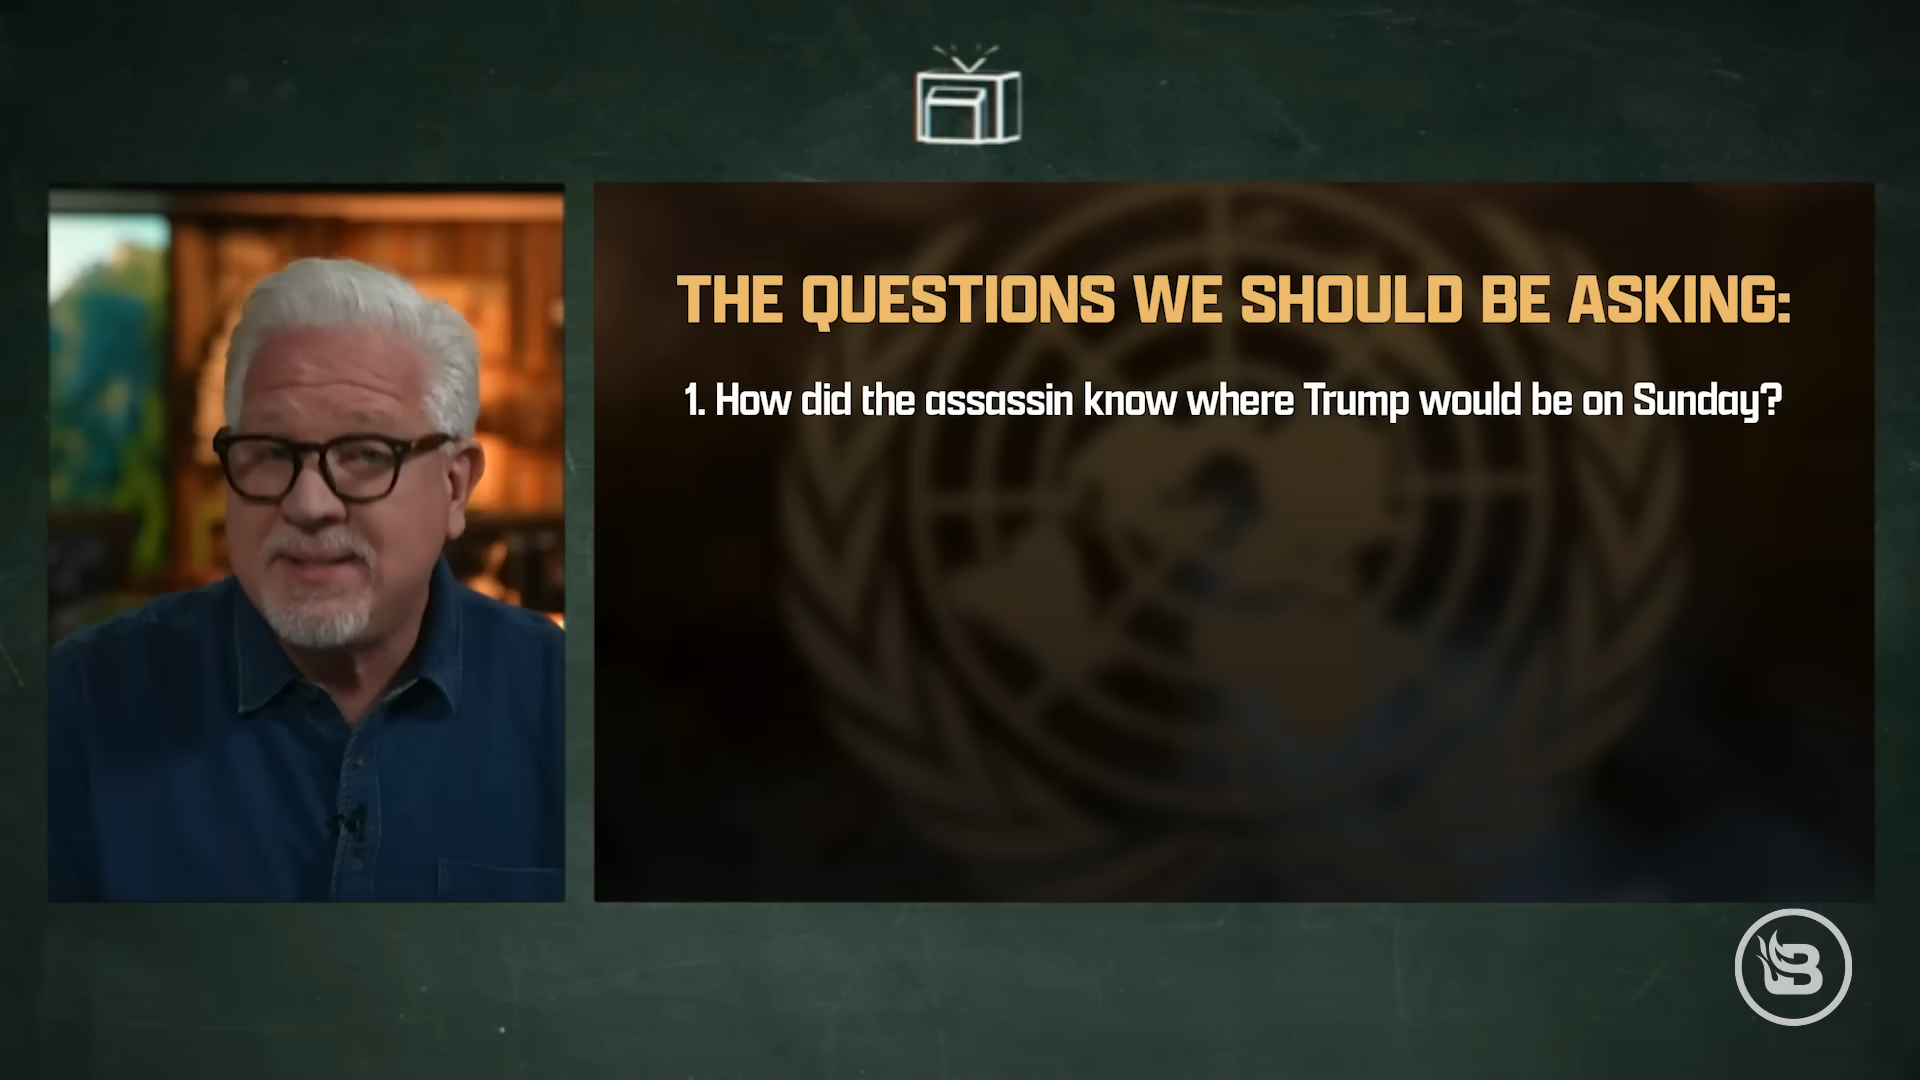 THE QUESTIONS WE SHOULD BE ASKING:
1. How did the assassin know where Trump would be on Sunday?
B